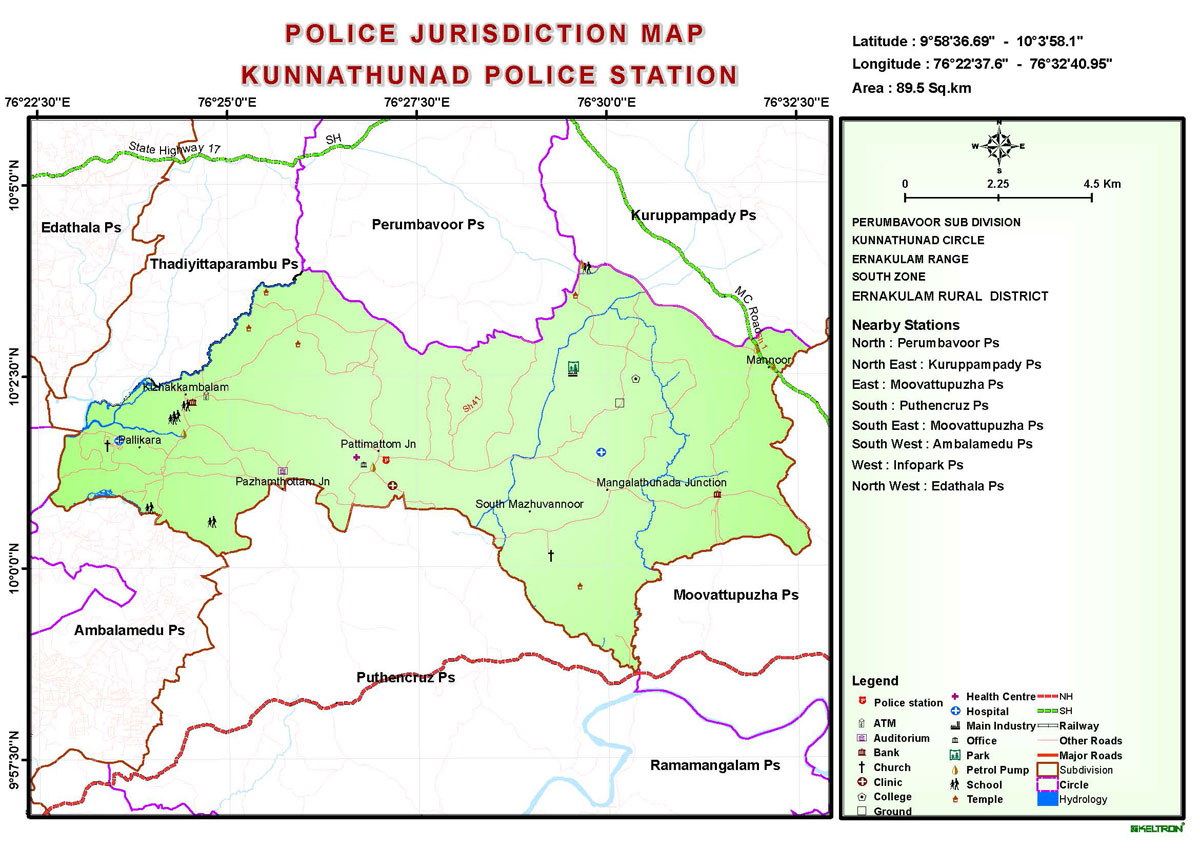 POLICE JURISDICTION MAP
KUNNATHUNAD POLICE STATION
Latitude : 9°58'36.69" - 10°3'58.1"
Longitude : 76°22'37.6" - 76°32'40.95"
Area : 89.5 Sq.km
76°22'30"E 76°25'0"E 76°27'30"E 76°30'0"E 76°32'30"E
10°5'0"N
10°2'30"N
10°0'0"N
9°57'30"N
State Highway 17
SH
Edathala Ps
Perumbavoor Ps
Kuruppampady Ps
Thadiyittaparambu Ps
MC Road
Mannoor
Kizhakkambalam
Sh41
Pallikara
Pattimattom Jn
Pazhamthottam Jn
Mangalathunada Junction
South Mazhuvannoor
Moovattupuzha Ps
Ambalamedu Ps
Puthencruz Ps
Ramamangalam Ps
N
W E
S
0 2.25 4.5 Km
PERUMBAVOOR SUB DIVISION
KUNNATHUNAD CIRCLE
ERNAKULAM RANGE
SOUTH ZONE
ERNAKULAM RURAL DISTRICT
Nearby Stations
North : Perumbavoor Ps
North East : Kuruppampady Ps
East : Moovattupuzha Ps
South : Puthencruz Ps
South East : Moovattupuzha Ps
South West : Ambalamedu Ps
West : Infopark Ps
North West : Edathala Ps
Legend
Police station
ATM
Auditorium
Bank
Church
Clinic
College
Ground
Health Centre
Hospital
Main Industry
Office
Park
Petrol Pump
School
Temple
NH
SH
Railway
Other Roads
Major Roads
Subdivision
Circle
Hydrology
KELTRON